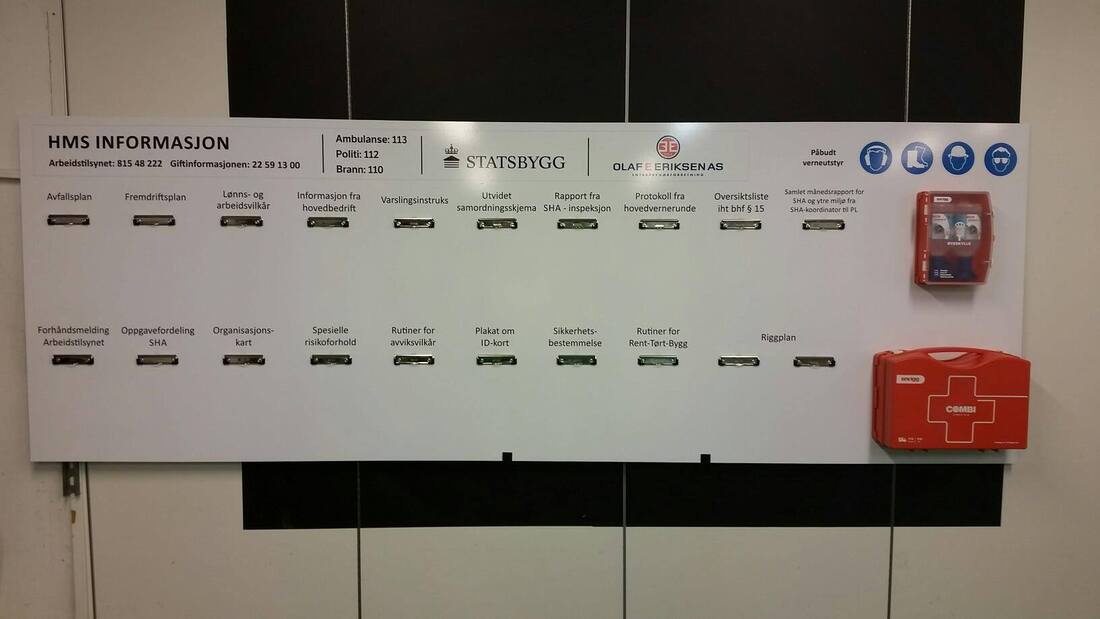 HMS INFORMASJON
Arbeidstilsynet: 815 48 222 Giftinformasjonen: 22 59 13 00
Ambulanse: 113
Politi: 112
Brann: 110
STATSBYGG
OLAF E ERIKSEN AS
Påbudt
verneutstyr
Avfallsplan
Fremdriftsplan
Lønns- og
arbeidsvilkår
Informasjon fra
hovedbedrift
Varslingsinstruks
Utvidet
samordningsskjema
Rapport fra
SHA - inspeksjon
Protokoll fra
hovedvernerunde
Oversiktsliste
iht bhf § 15
Samlet månedsrapport for
SHA og ytre miljø fra
SHA-koordinator til PL
ØYESKYLLE
Forhåndsmelding
Arbeidstilsynet
Oppgavefordeling
SHA
Organisasjons-
kart
Spesielle
risikoforhold
Rutiner for
avviksvilkår
Plakat om
ID-kort
Sikkerhets-
bestemmelse
Rutiner for
Rent-Tørt-Bygg
Riggplan
snøgg
COMBI